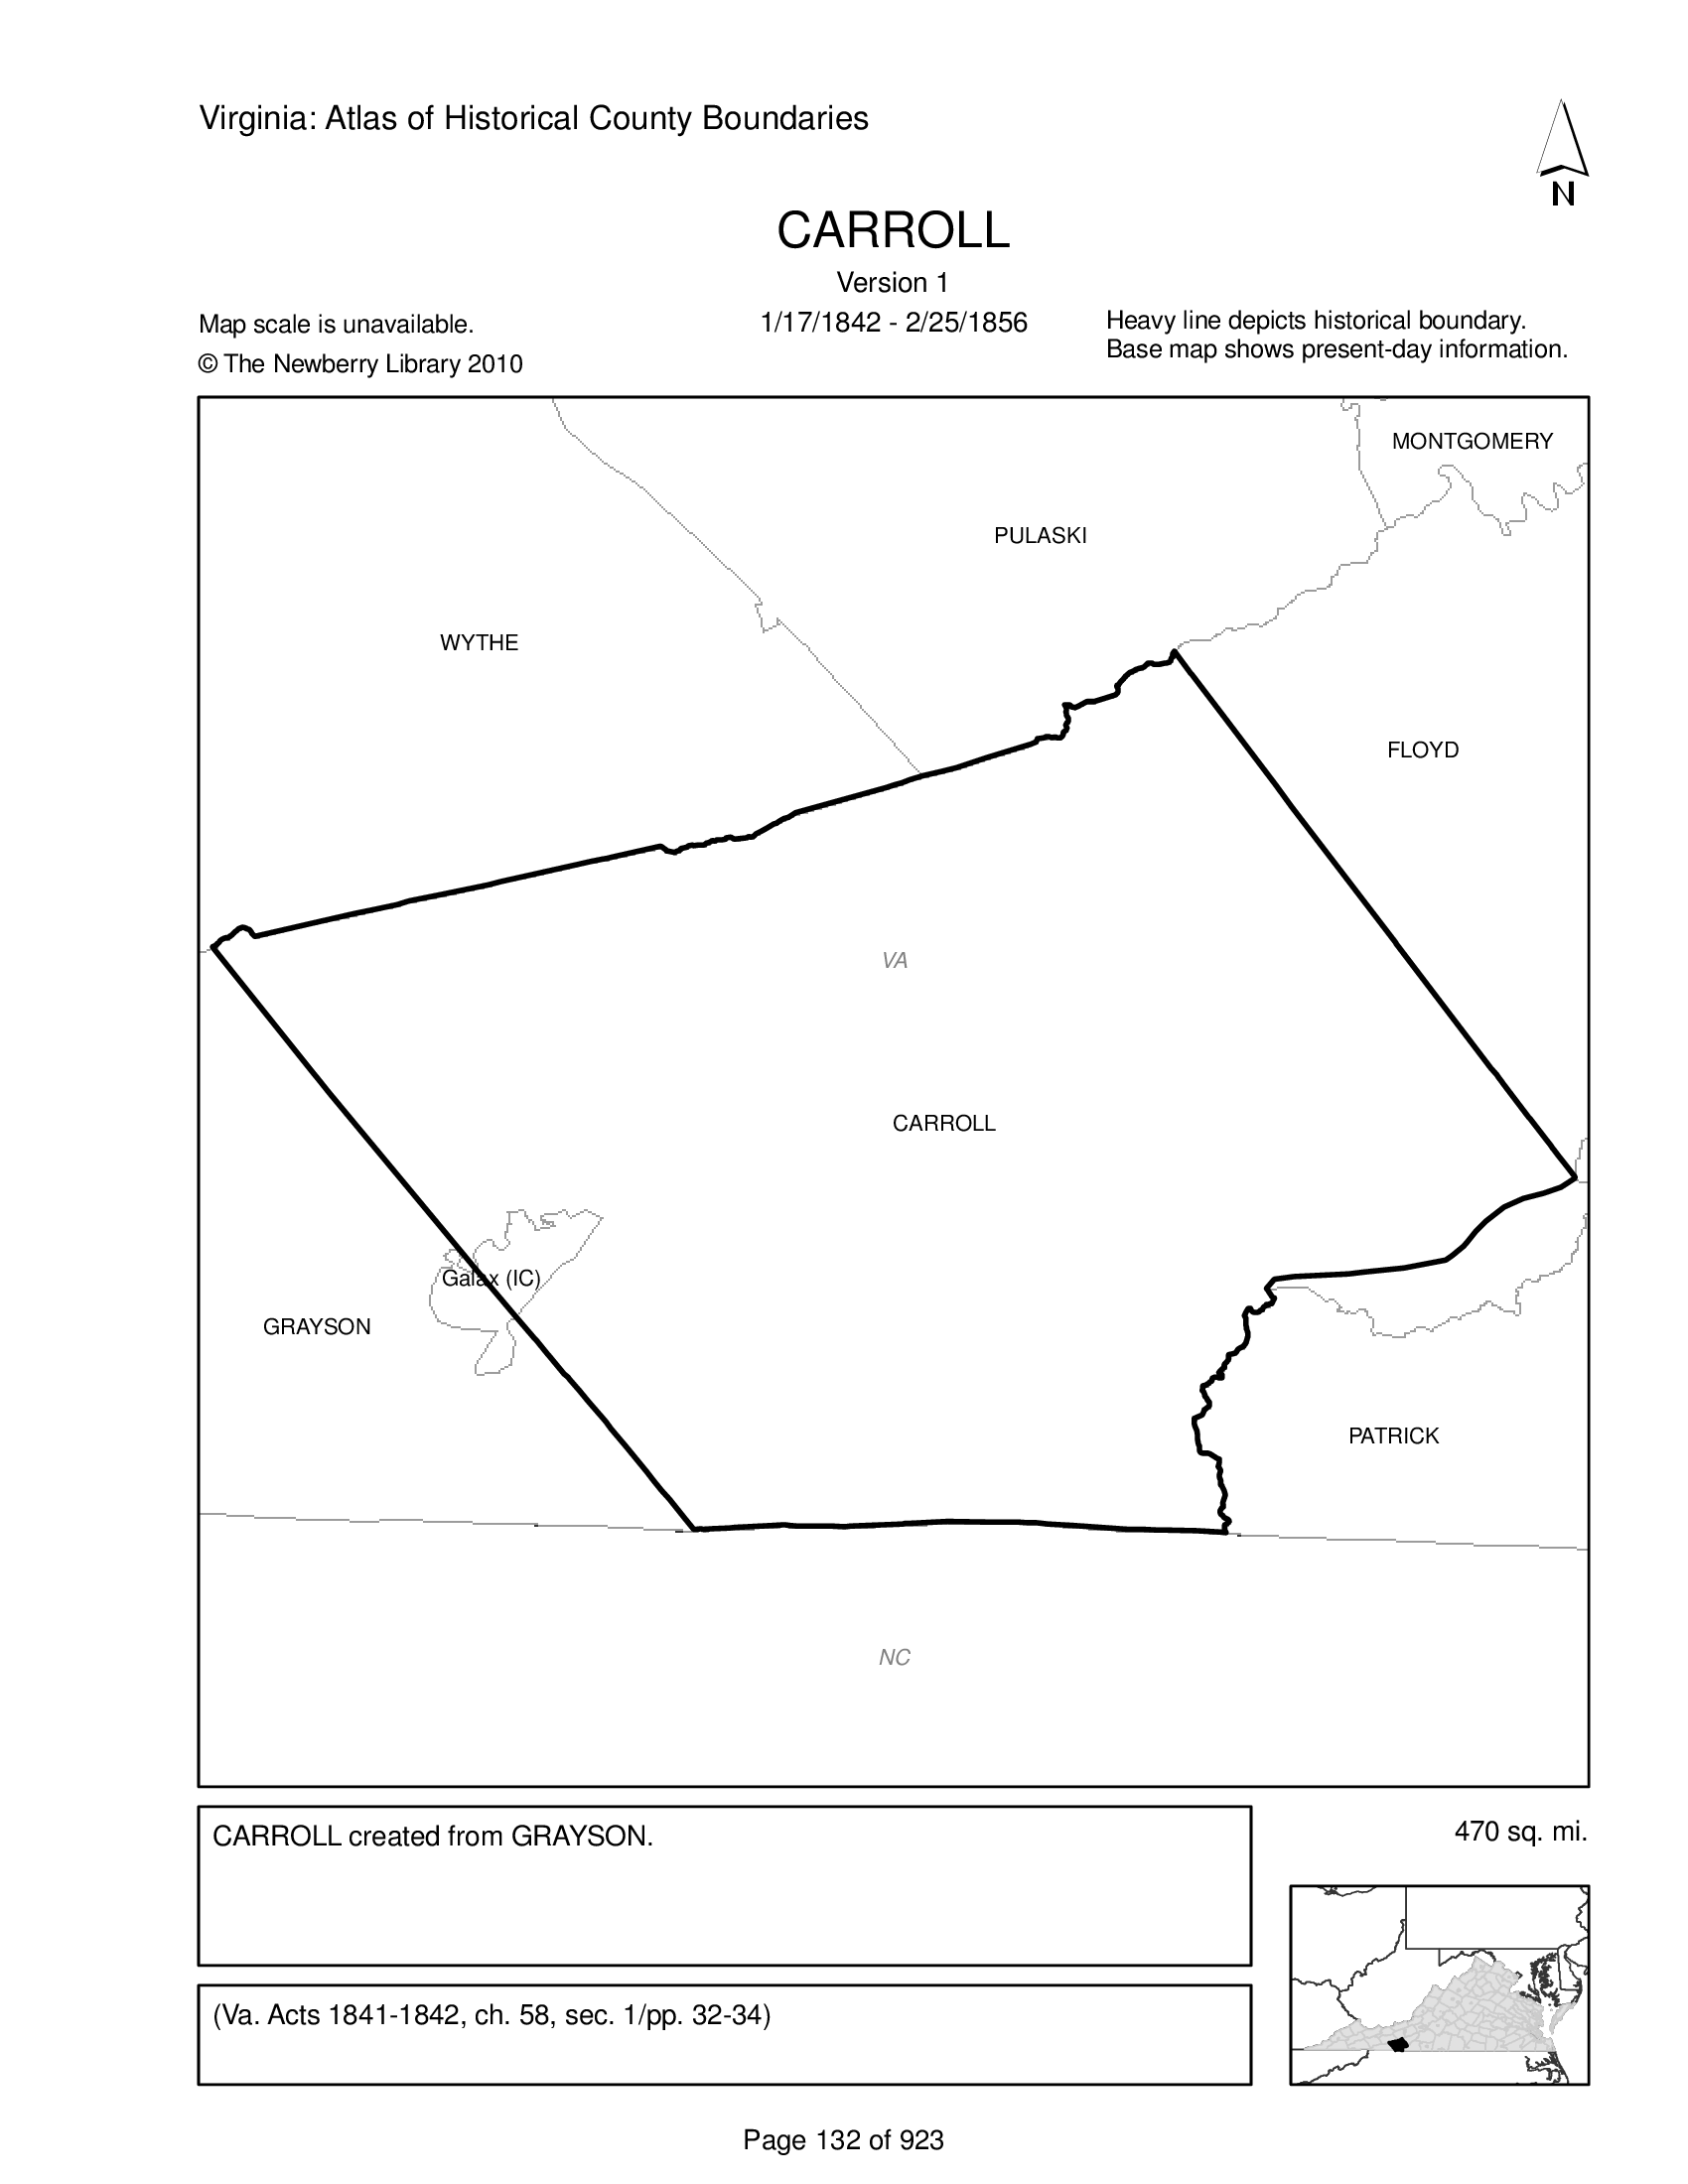 Virginia: Atlas of Historical County Boundaries
N
CARROLL
Version 1
1/17/1842 - 2/25/1856
Map scale is unavailable.
© The Newberry Library 2010
Heavy line depicts historical boundary.
Base map shows present-day information.
MONTGOMERY
PULASKI
WYTHE
FLOYD
VA
CARROLL
Galax (IC)
GRAYSON
PATRICK
NC
CARROLL created from GRAYSON.
470 sq. mi.
(Va. Acts 1841-1842, ch. 58, sec. 1/pp. 32-34)
Page 132 of 923